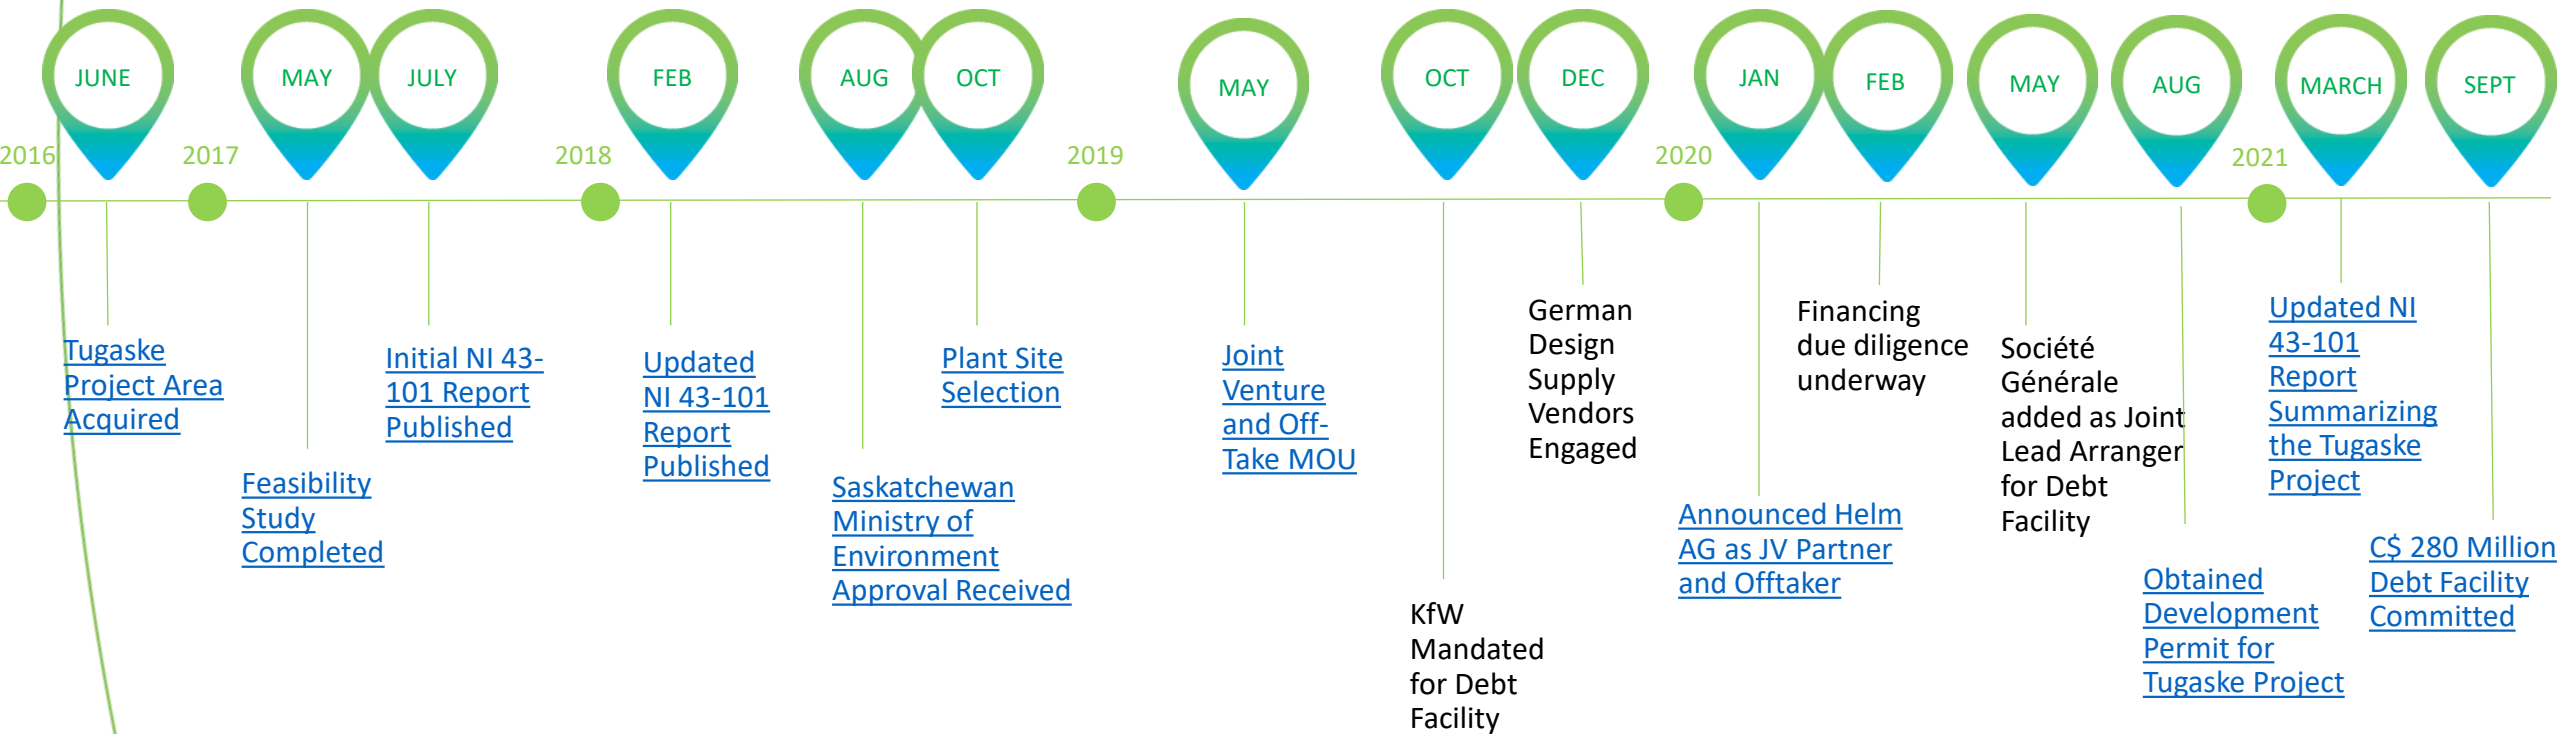 JUNE
MAY
JULY
FEB
AUG
OCT
MAY
OCT
DEC
JAN
FEB
MAY
AUG
MARCH
SEPT
2016
2017
2018
2019
2020
2021
Tugaske
Project Area
Acquired
Feasibility
Study
Completed
Initial NI 43-
101 Report
Published
Updated
NI 43-101
Report
Published
Saskatchewan
Ministry of
Environment
Approval Received
Plant Site
Selection
Joint
Venture
and Off-
Take MOU
KfW
Mandated
for Debt
Facility
German
Design
Supply
Vendors
Engaged
Announced Helm
AG as JV Partner
and Offtaker
Financing
due diligence
underway
Société
Générale
added as Joint
Lead Arranger
for Debt
Facility
Obtained
Development
Permit for
Tugaske Project
Updated NI
43-101
Report
Summarizing
the Tugaske
Project
C$ 280 Million
Debt Facility
Committed